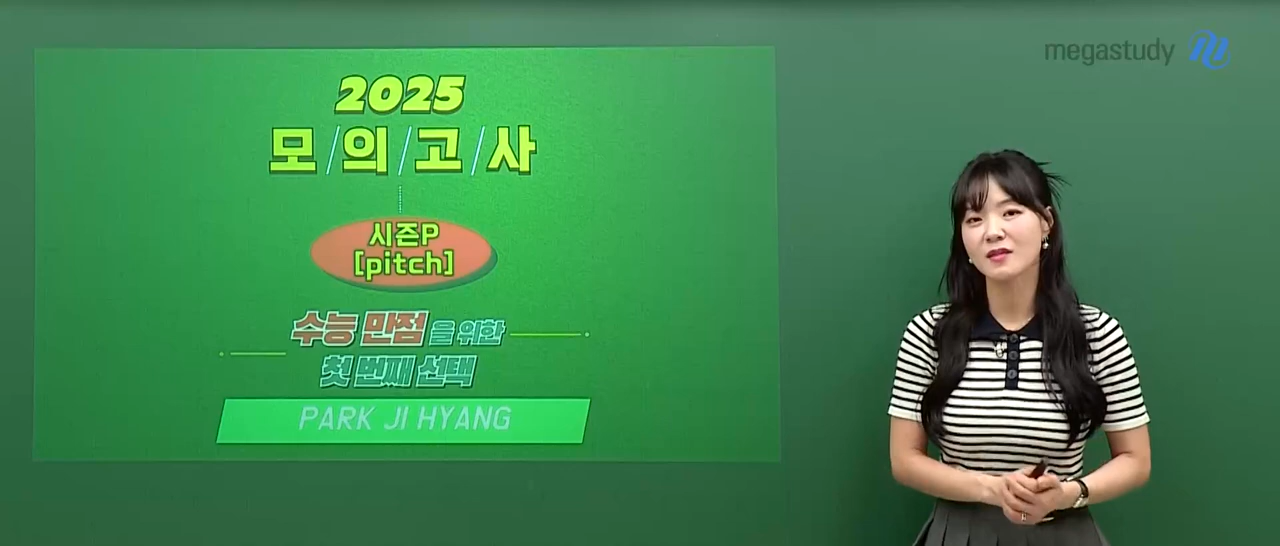 megastudy
2025
모/의/고/사
시즌P
[pitch]
수능 만점을 위한
첫 번째 선택
PARK JI HYANG